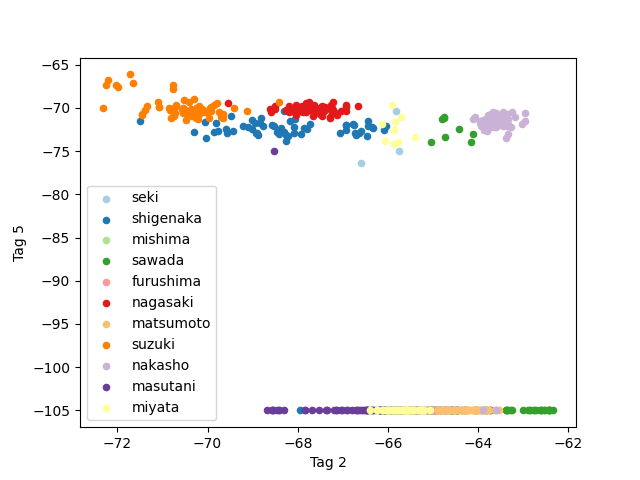 −65
−70
−75
−80
−85
−90
−95
−100
−105
Tag 5
seki
shigenaka
mishima
sawada
furushima
nagasaki
matsumoto
suzuki
nakasho
masutani
miyata
−72 −70 −68 −66 −64 −62
Tag 2